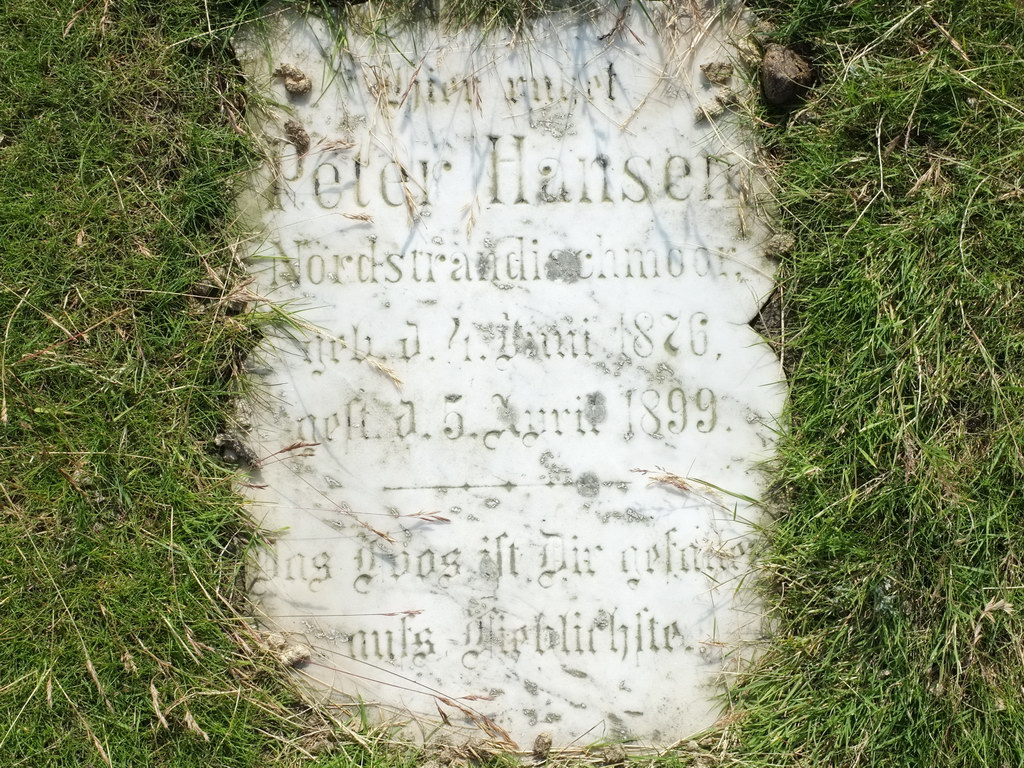 Hier ruhet
Peter Hansen
Nordstrandischmoor,
geb. d. 4. Juni 1876,
gest. d. 5. April 1899.
Das Loos ist Dir gefallen
aufs Lieblichste.